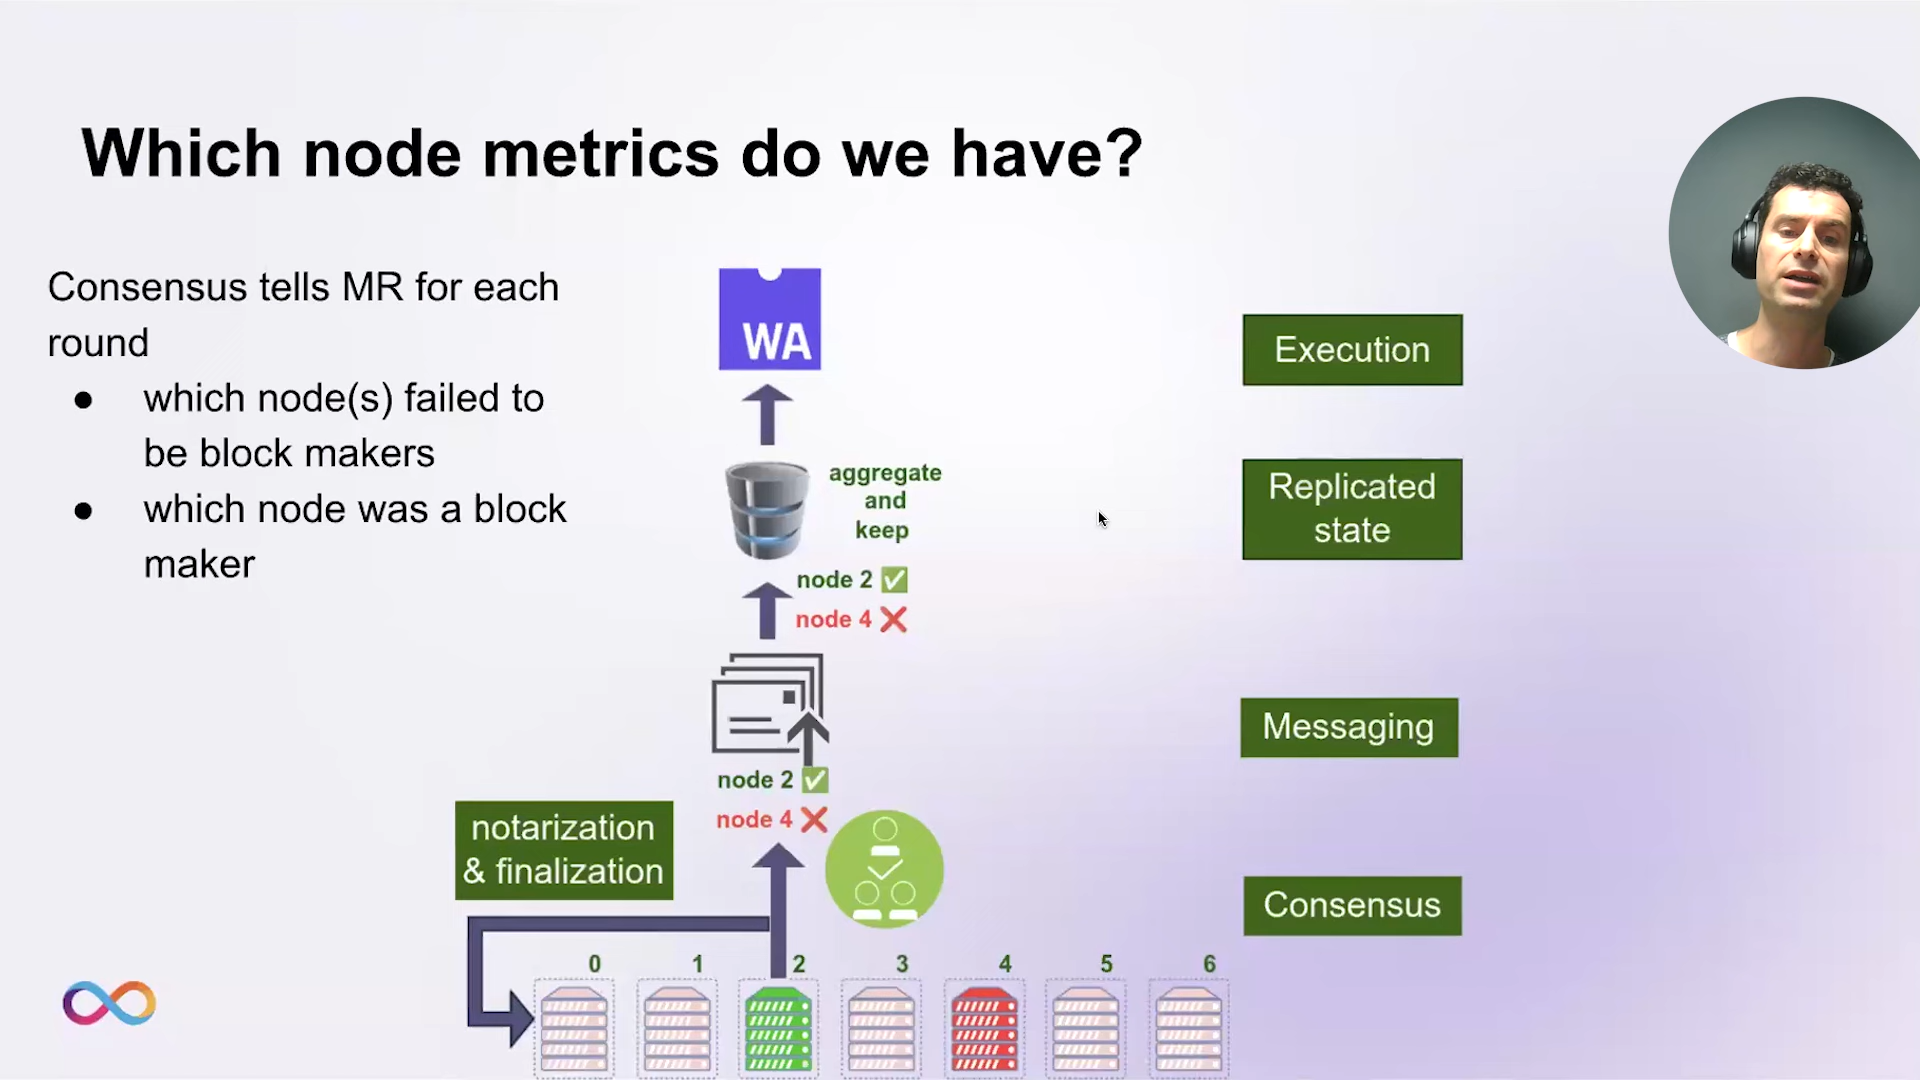 Which node metrics do we have?
Consensus tells MR for each
round
● which node(s) failed to
be block makers
● which node was a block
maker
WA
aggregate
and
keep
node 2 ✅
node 4 ❌
node 2 ✅
node 4 ❌
notarization
& finalization
0 1 2 3 4 5 6
Execution
Replicated
state
Messaging
Consensus